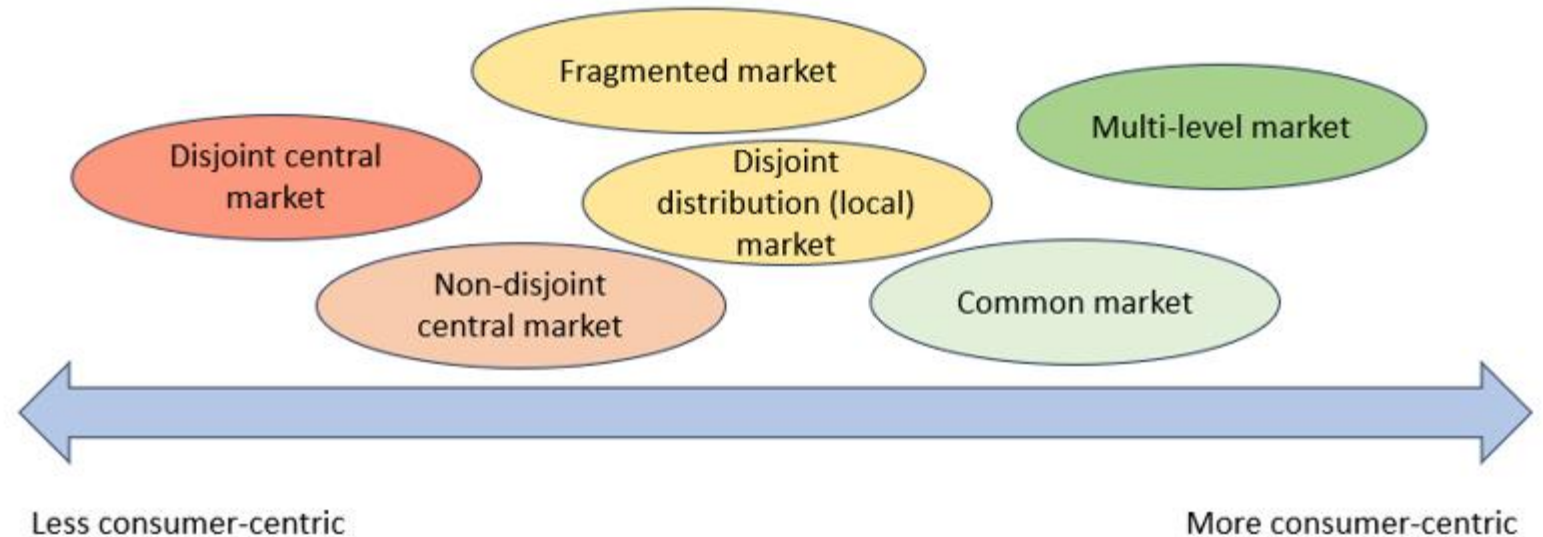 Fragmented market
Multi-level market
Disjoint central
market
Disjoint
distribution (local)
market
Non-disjoint
central market
Common market
Less consumer-centric
More consumer-centric